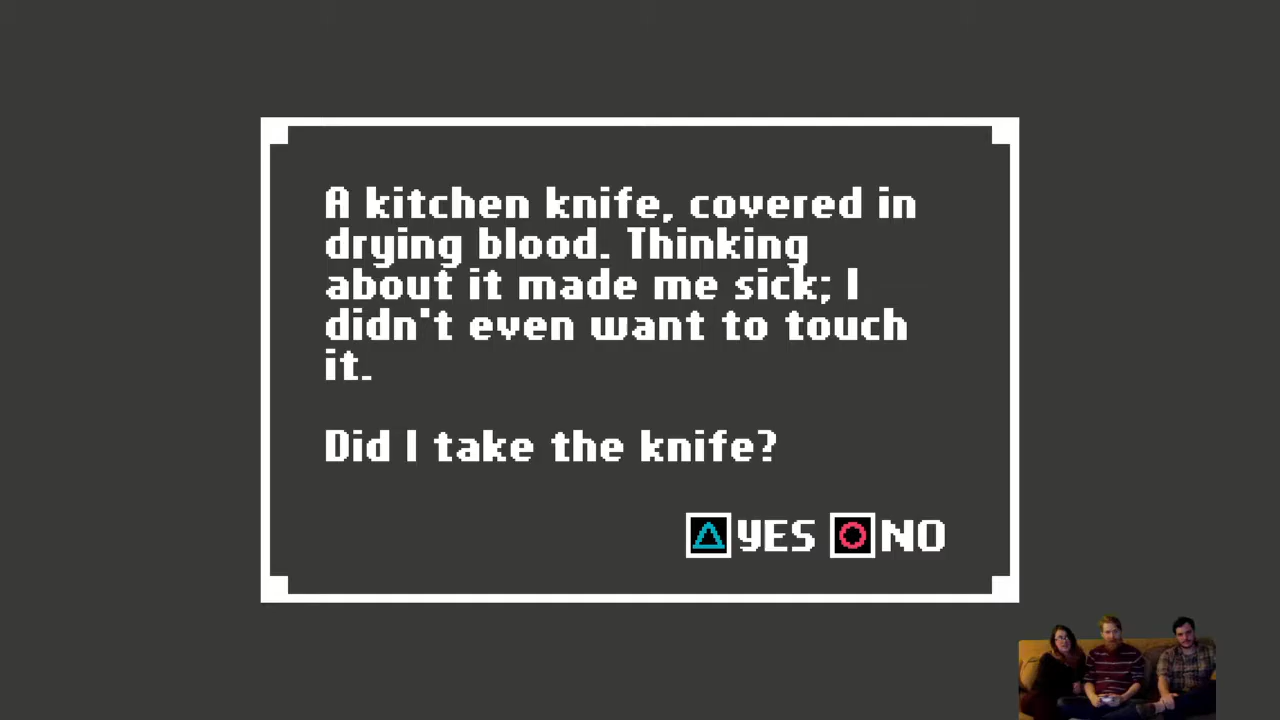 A kitchen knife, covered in
drying blood. Thinking
about it made me sick; I
didn't even want to touch
it.
Did I take the knife?
YES NO